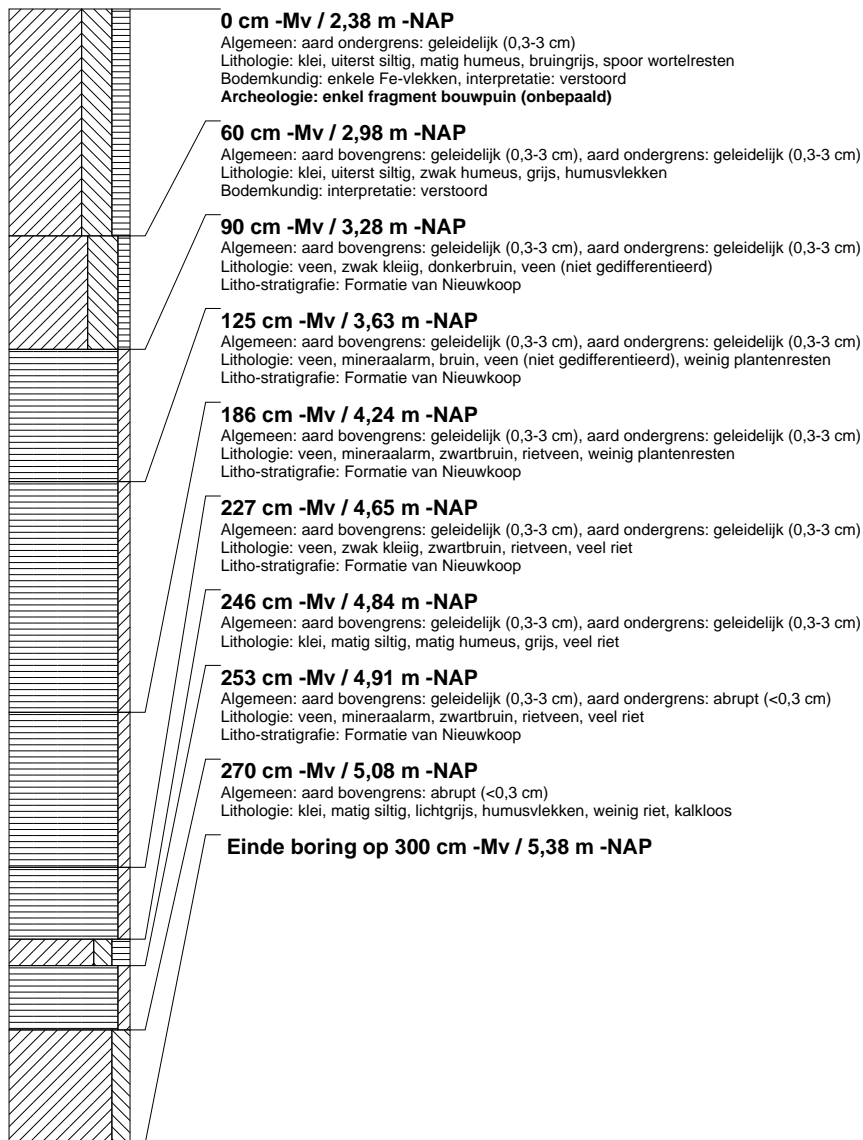 0 cm -Mv / 2,38 m -NAP
Algemeen: aard ondergrens: geleidelijk (0,3-3 cm)
Lithologie: klei, uiterst siltig, matig humeus, bruingrijs, spoor wortelresten
Bodemkundig: enkele Fe-vlekken, interpretatie: verstoord
Archeologie: enkel fragment bouwpuin (onbepaald)
60 cm -Mv / 2,98 m -NAP
Algemeen: aard bovengrens: geleidelijk (0,3-3 cm), aard ondergrens: geleidelijk (0,3-3 cm)
Lithologie: klei, uiterst siltig, zwak humeus, grijs, humusvlekken
Bodemkundig: interpretatie: verstoord
90 cm -Mv / 3,28 m -NAP
Algemeen: aard bovengrens: geleidelijk (0,3-3 cm), aard ondergrens: geleidelijk (0,3-3 cm)
Lithologie: veen, zwak kleiig, donkerbruin, veen (niet gedifferentieerd)
Litho-stratigrafie: Formatie van Nieuwkoop
125 cm -Mv / 3,63 m -NAP
Algemeen: aard bovengrens: geleidelijk (0,3-3 cm), aard ondergrens: geleidelijk (0,3-3 cm)
Lithologie: veen, mineraalarm, bruin, veen (niet gedifferentieerd), weinig plantenresten
Litho-stratigrafie: Formatie van Nieuwkoop
186 cm -Mv / 4,24 m -NAP
Algemeen: aard bovengrens: geleidelijk (0,3-3 cm), aard ondergrens: geleidelijk (0,3-3 cm)
Lithologie: veen, mineraalarm, zwartbruin, rietveen, weinig plantenresten
Litho-stratigrafie: Formatie van Nieuwkoop
227 cm -Mv / 4,65 m -NAP
Algemeen: aard bovengrens: geleidelijk (0,3-3 cm), aard ondergrens: geleidelijk (0,3-3 cm)
Lithologie: veen, zwak kleiig, zwartbruin, rietveen, veel riet
Litho-stratigrafie: Formatie van Nieuwkoop
246 cm -Mv / 4,84 m -NAP
Algemeen: aard bovengrens: geleidelijk (0,3-3 cm), aard ondergrens: geleidelijk (0,3-3 cm)
Lithologie: klei, matig siltig, matig humeus, grijs, veel riet
253 cm -Mv / 4,91 m -NAP
Algemeen: aard bovengrens: geleidelijk (0,3-3 cm), aard ondergrens: abrupt (<0,3 cm)
Lithologie: veen, mineraalarm, zwartbruin, rietveen, veel riet
Litho-stratigrafie: Formatie van Nieuwkoop
270 cm -Mv / 5,08 m -NAP
Algemeen: aard bovengrens: abrupt (<0,3 cm)
Lithologie: klei, matig siltig, lichtgrijs, humusvlekken, weinig riet, kalkloos
Einde boring op 300 cm -Mv / 5,38 m -NAP